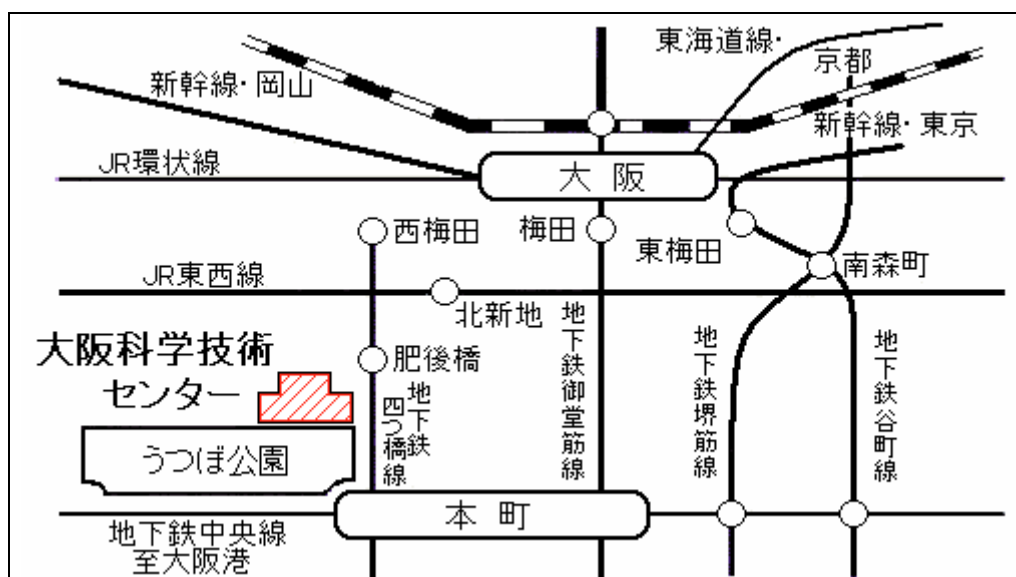 東海道線・
京都
新幹線・岡山
新幹線・東京
JR環状線
大阪
西梅田
梅田
東梅田
南森町
JR東西線
北新地
大阪科学技術
センター
肥後橋
地下鉄
四つ橋線
地下鉄御堂筋線
地下鉄堺筋線
地下鉄谷町線
うつぼ公園
本町
地下鉄中央線
至大阪港